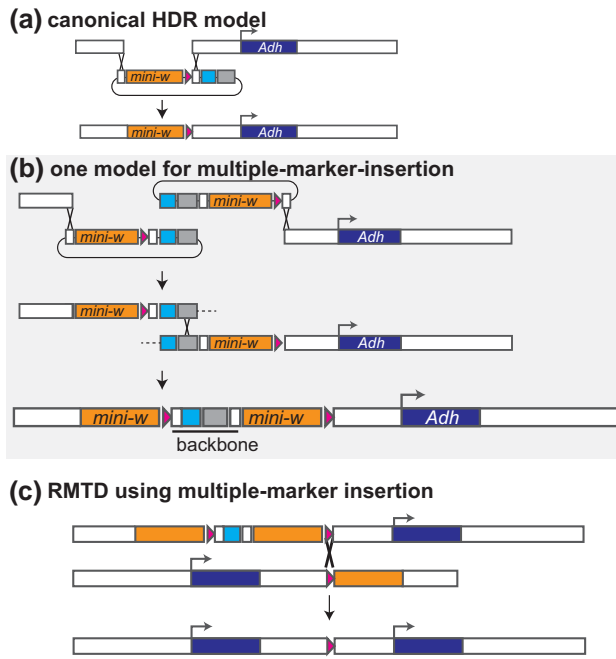 (a) canonical HDR model
Adh
mini-w
mini-w
Adh
(b) one model for multiple-marker-insertion
mini-w
mini-w
Adh
mini-w
mini-w
Adh
mini-w
mini-w
Adh
backbone
(c) RMTD using multiple-marker insertion